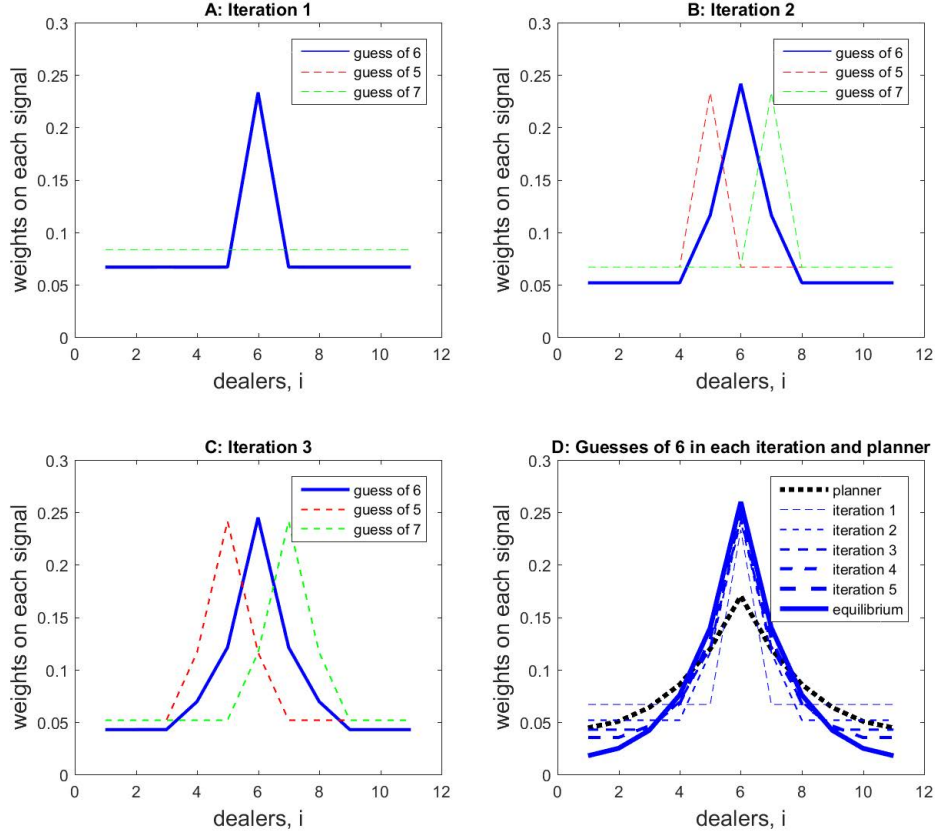 A: Iteration 1
0.3
0.25
0.2
0.15
0.1
0.05
0
weights on each signal
guess of 6
guess of 5
guess of 7
0 2 4 6 8 10 12
dealers, i
B: Iteration 2
0.3
0.25
0.2
0.15
0.1
0.05
0
weights on each signal
guess of 6
guess of 5
guess of 7
0 2 4 6 8 10 12
dealers, i
C: Iteration 3
0.3
0.25
0.2
0.15
0.1
0.05
0
weights on each signal
guess of 6
guess of 5
guess of 7
0 2 4 6 8 10 12
dealers, i
D: Guesses of 6 in each iteration and planner
0.3
0.25
0.2
0.15
0.1
0.05
0
weights on each signal
planner
iteration 1
iteration 2
iteration 3
iteration 4
iteration 5
equilibrium
0 2 4 6 8 10 12
dealers, i